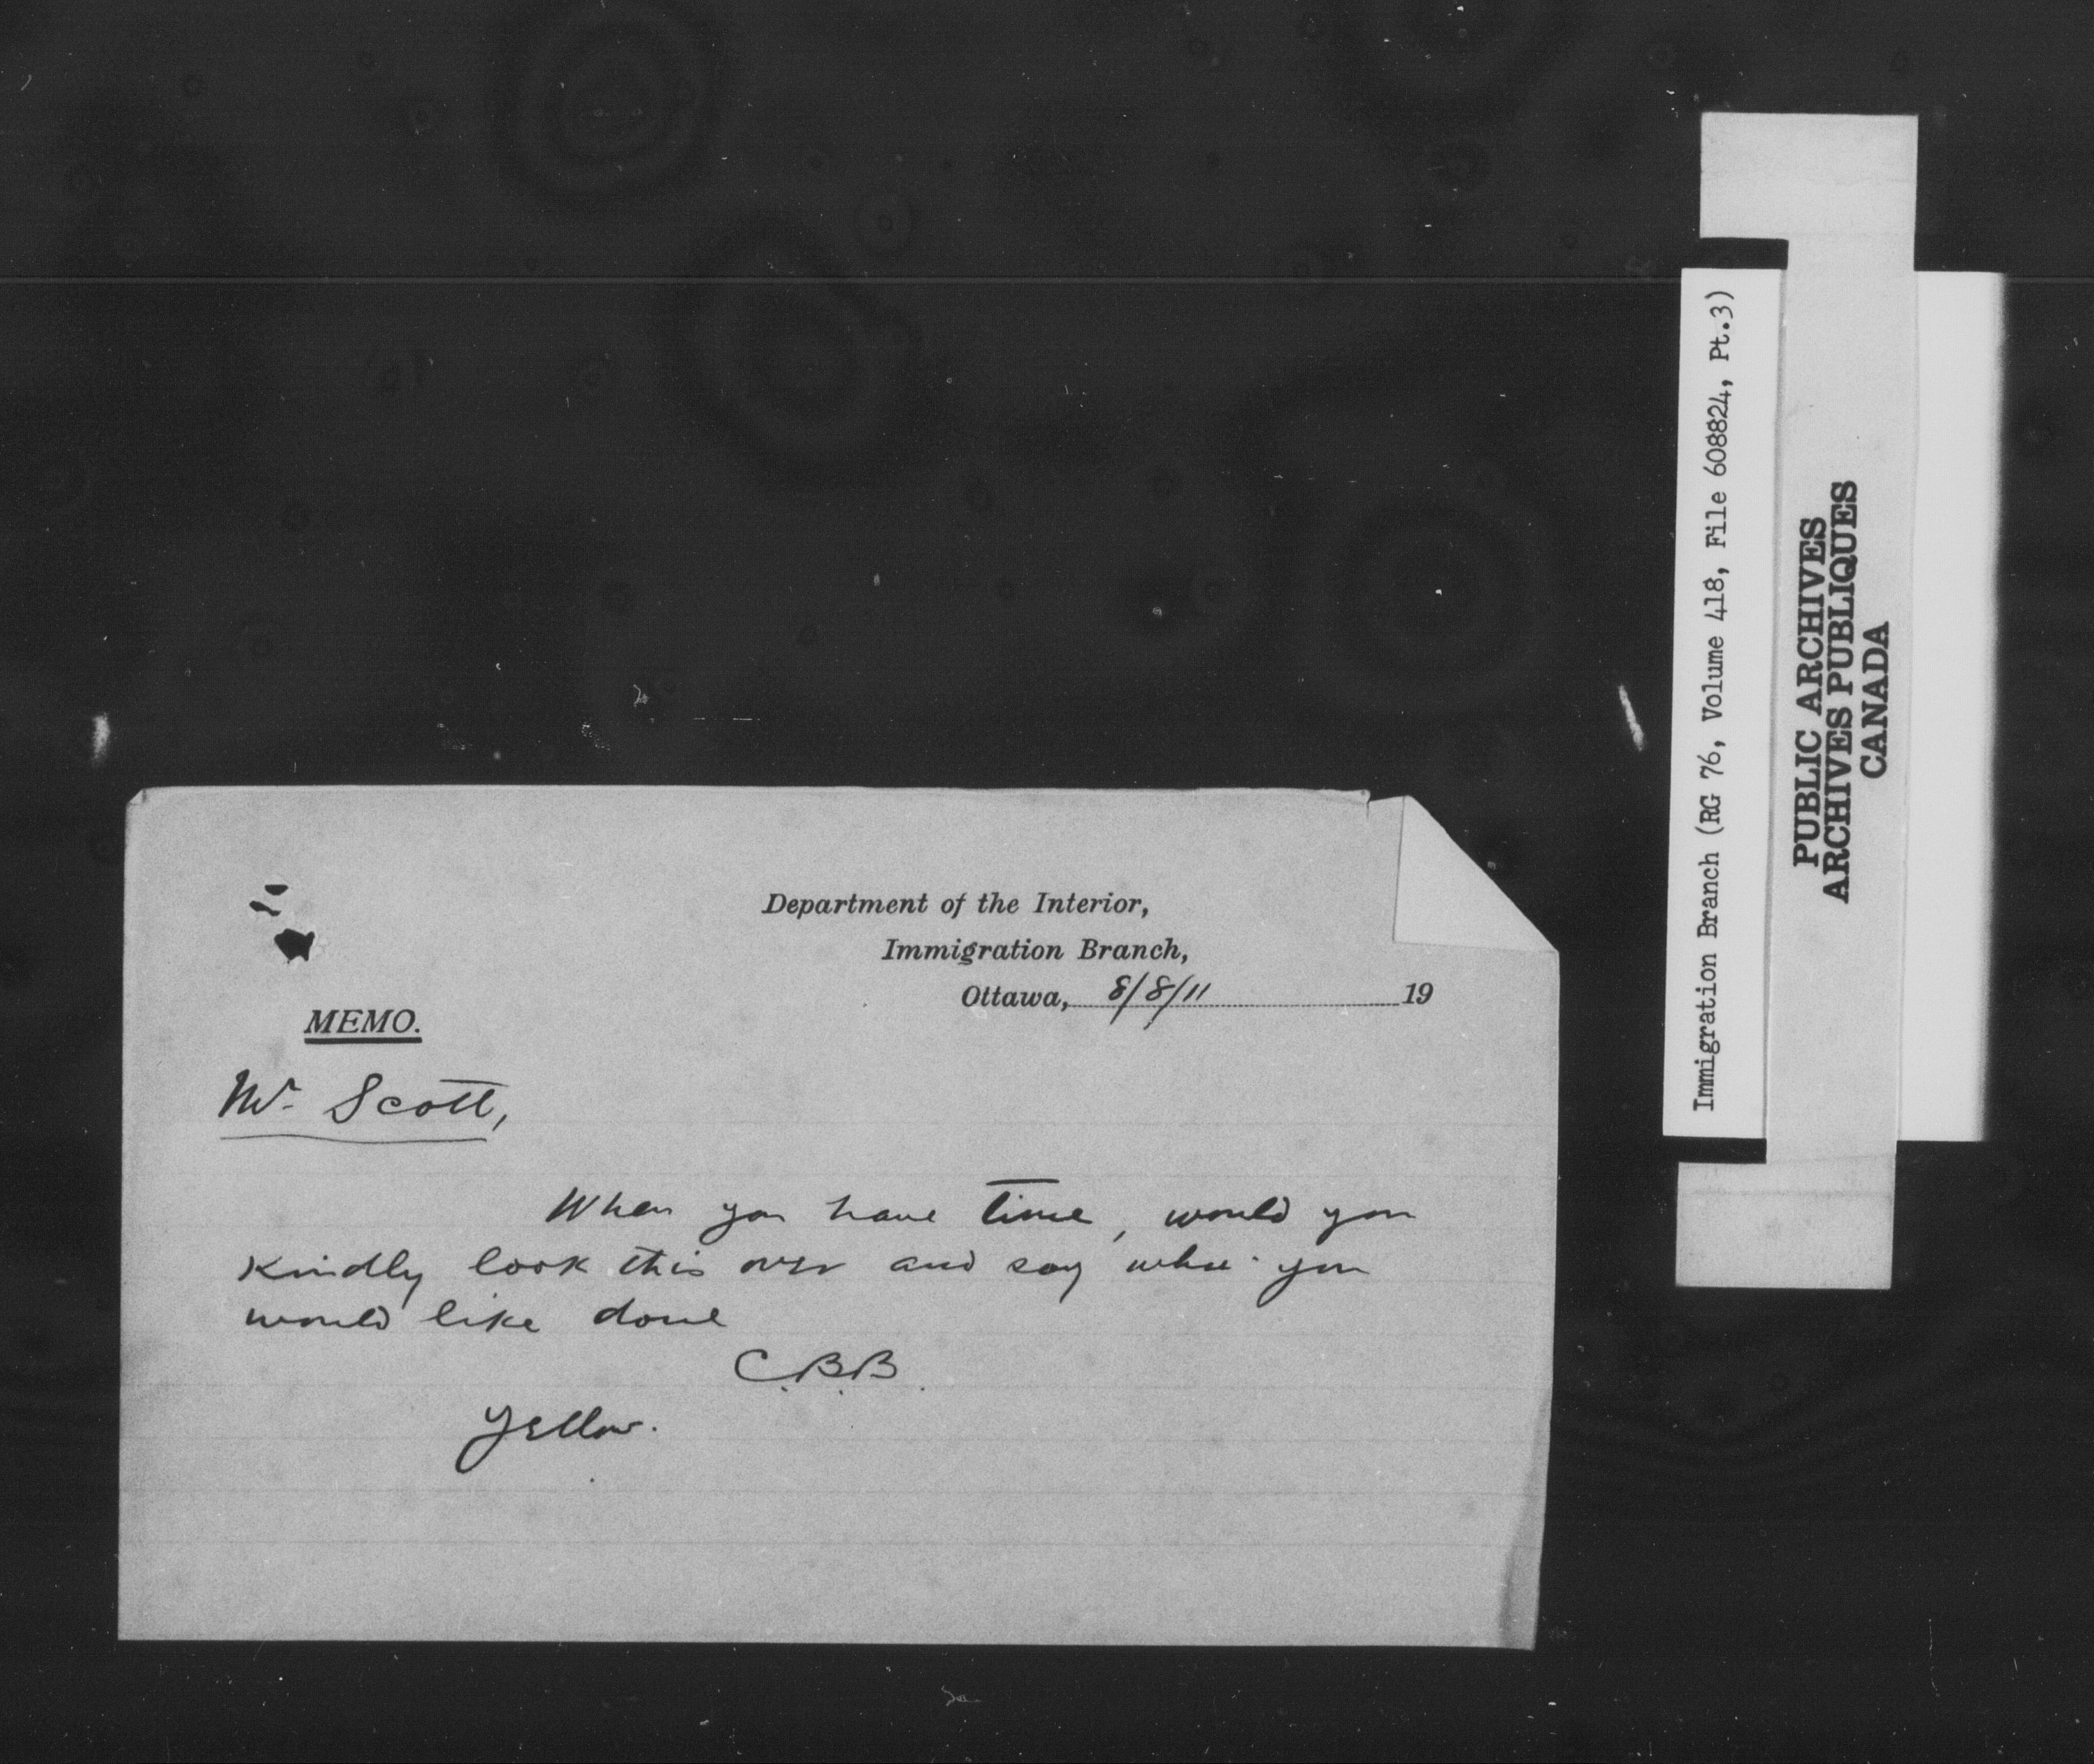 Department of the Interior,
Immigration Branch,
Ottawa, 8/8/11 19
MEMO.
Mr. Scott,
When you have time, would you
kindly look this over and say what you
would like done
C.B.B.
Yellow.
Immigration Branch (RG 76, Volume 418, File 608824, Pt.3)
PUBLIC ARCHIVES
ARCHIVES PUBLIQUES
CANADA